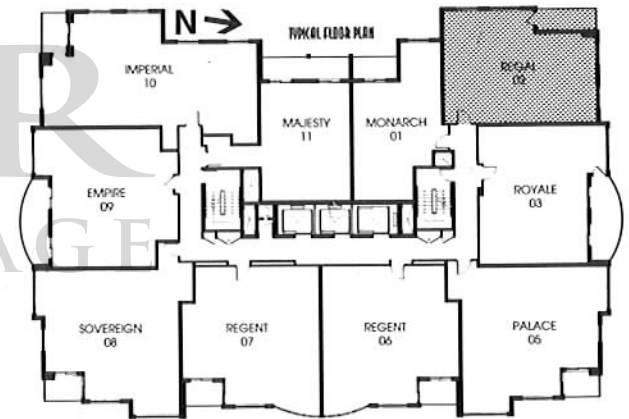 N
TYPICAL FLOOR PLAN
IMPERIAL
10
REGAL
02
MAJESTY
11
MONARCH
01
EMPIRE
09
ROYALE
03
R
AGE
SOVEREIGN
08
REGENT
07
REGENT
06
PALACE
05